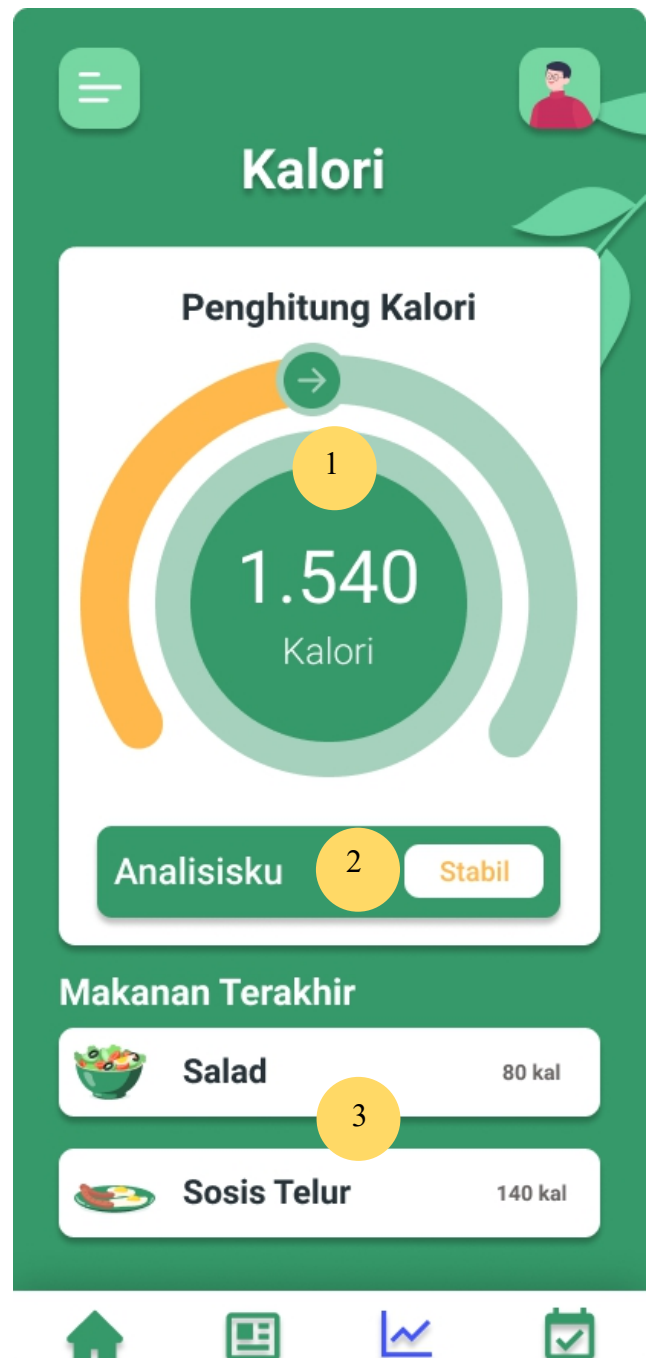 Kalori
Penghitung Kalori
1
1.540
Kalori
Analisisku 2 Stabil
Makanan Terakhir
Salad 80 kal
3
Sosis Telur 140 kal